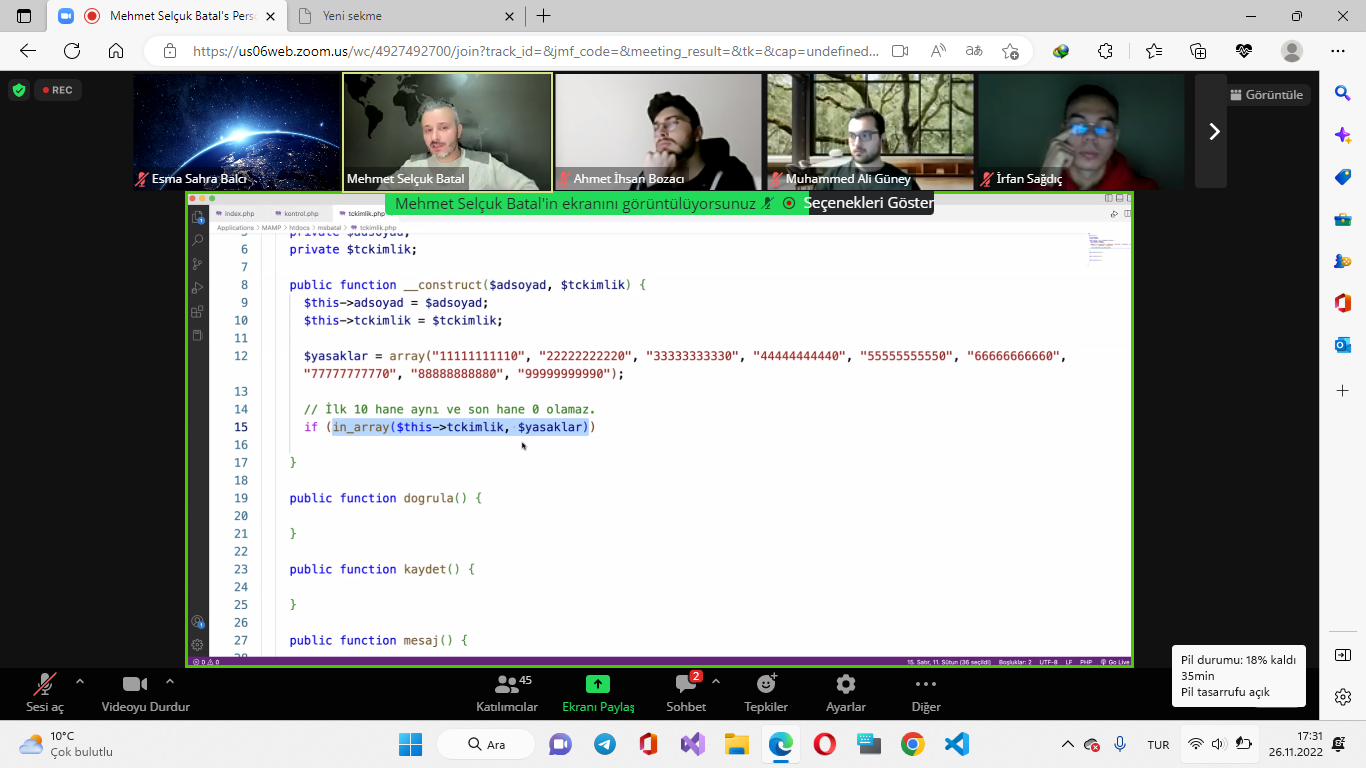 Mehmet Selçuk Batal's Pers
Yeni sekme
https://us06web.zoom.us/wc/4927492700/join?track_id=&jmf_code=&meeting_result=&tk=&cap=undefined...
REC
Görüntüle
Esma Sahra Balcı
Mehmet Selçuk Batal
Ahmet İhsan Bozacı
Muhammed Ali Güney
İrfan Sağdıç
Mehmet Selçuk Batal'in ekranını görüntülüyorsunuz
Seçenekleri Göster
index.php
kontrol.php
tckimlik.php
Applications > MAMP > htdocs > msbatal > tckimlik.php
5 private $adsoyad;
6 private $tckimlik;
7
8 public function __construct($adsoyad, $tckimlik) {
9 $this->adsoyad = $adsoyad;
10 $this->tckimlik = $tckimlik;
11
12 $yasaklar = array("11111111110", "22222222220", "33333333330", "44444444440", "55555555550", "66666666660",
"77777777770", "88888888880", "99999999990");
13
14 // İlk 10 hane aynı ve son hane 0 olamaz.
15 if (in_array($this->tckimlik, $yasaklar))
16
17 }
18
19 public function dogrula() {
20
21 }
22
23 public function kaydet() {
24
25 }
26
27 public function mesaj() {
28
0 0
15. Satır, 11. Sütun (36 seçildi) Boşluklar: 2 UTF-8 LF PHP Go Live
Pil durumu: 18% kaldı
35min
Pil tasarrufu açık
Sesi aç
Videoyu Durdur
45
Katılımcılar
Ekranı Paylaş
2
Sohbet
Tepkiler
Ayarlar
Diğer
10°C
Çok bulutlu
Ara
TUR
17:31
26.11.2022